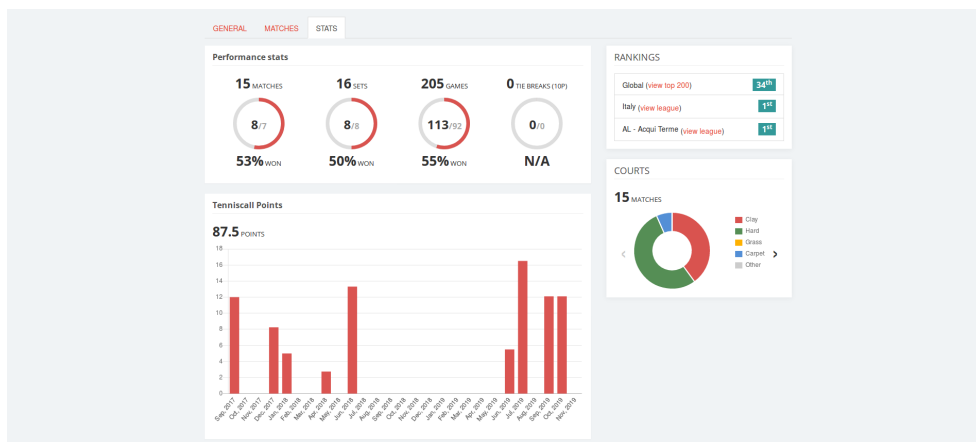 GENERAL MATCHES STATS
Performance stats
15 MATCHES 16 SETS 205 GAMES 0 TIE BREAKS (10P)
8/7 8/8 113/92 0/0
53% WON 50% WON 55% WON N/A
Tenniscall Points
87.5 POINTS
18
16
14
12
10
8
6
4
2
0
Sep, 2017 Oct, 2017 Nov, 2017 Dec, 2017 Jan, 2018 Feb, 2018 Mar, 2018 Apr, 2018 May, 2018 Jun, 2018 Jul, 2018 Aug, 2018 Sep, 2018 Oct, 2018 Nov, 2018 Dec, 2018 Jan, 2019 Feb, 2019 Mar, 2019 Apr, 2019 May, 2019 Jun, 2019 Jul, 2019 Aug, 2019 Sep, 2019 Oct, 2019 Nov, 2019
RANKINGS
Global (view top 200) 34th
Italy (view league) 1st
AL - Acqui Terme (view league) 1st
COURTS
15 MATCHES
Clay
Hard
Grass
Carpet
Other